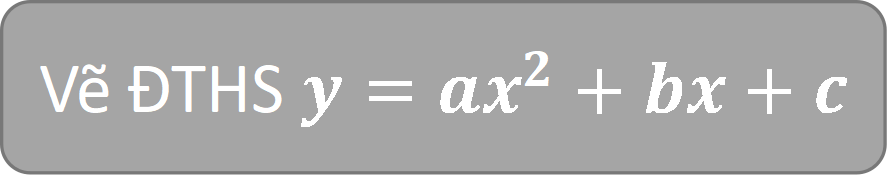 Vẽ ĐTHS y = ax² + bx + c